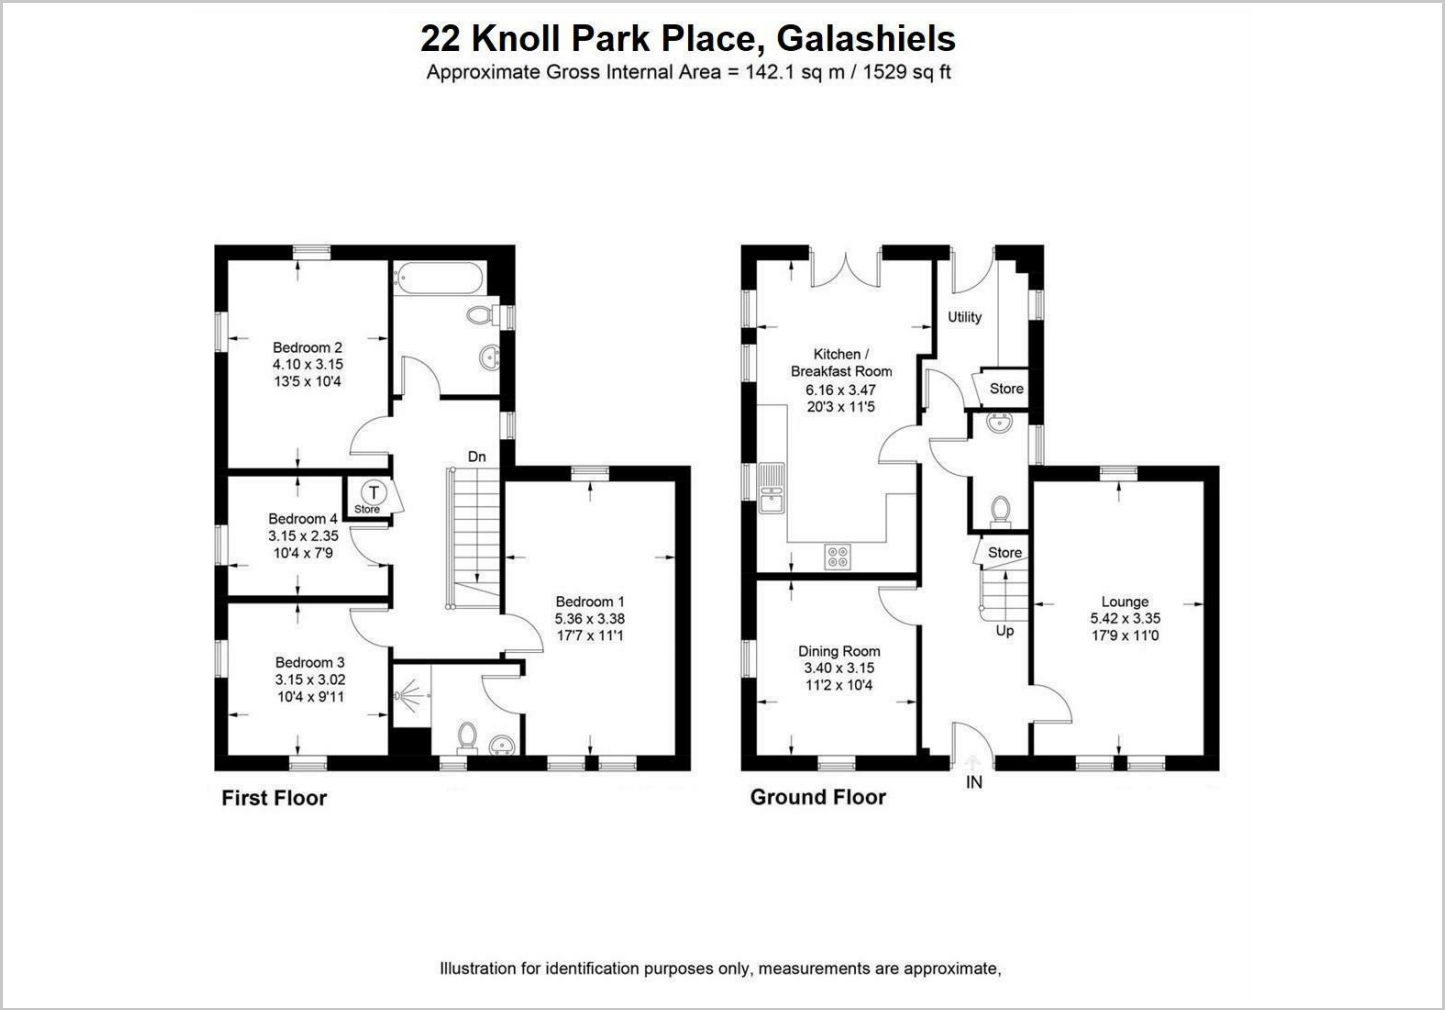 22 Knoll Park Place, Galashiels
Approximate Gross Internal Area = 142.1 sq m / 1529 sq ft
Bedroom 2
4.10 x 3.15
13'5 x 10'4
Dn
T
Store
Bedroom 4
3.15 x 2.35
10'4 x 7'9
Bedroom 1
5.36 x 3.38
17'7 x 11'1
Bedroom 3
3.15 x 3.02
10'4 x 9'11
First Floor
Utility
Kitchen /
Breakfast Room
6.16 x 3.47
20'3 x 11'5
Store
Store
Up
Lounge
5.42 x 3.35
17'9 x 11'0
Dining Room
3.40 x 3.15
11'2 x 10'4
IN
Ground Floor
Illustration for identification purposes only, measurements are approximate,